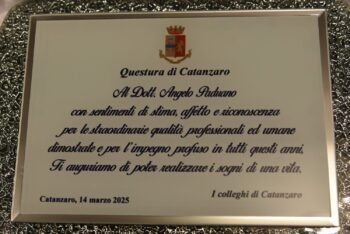 Questura di Catanzaro
Al Dott. Angelo Paduano
con sentimenti di stima, affetto e riconoscenza
per le straordinarie qualità professionali ed umane
dimostrate e per l'impegno profuso in tutti questi anni.
Ti auguriamo di poter realizzare i sogni di una vita.
Catanzaro, 14 marzo 2025
I colleghi di Catanzaro